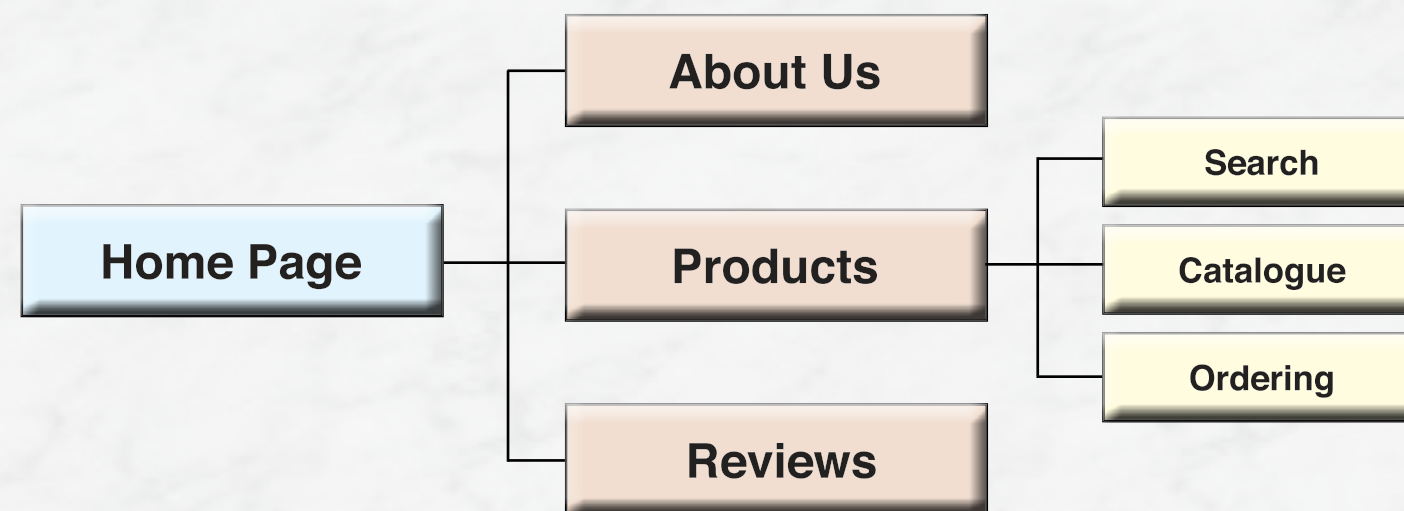 Home Page
About Us
Products
Reviews
Search
Catalogue
Ordering